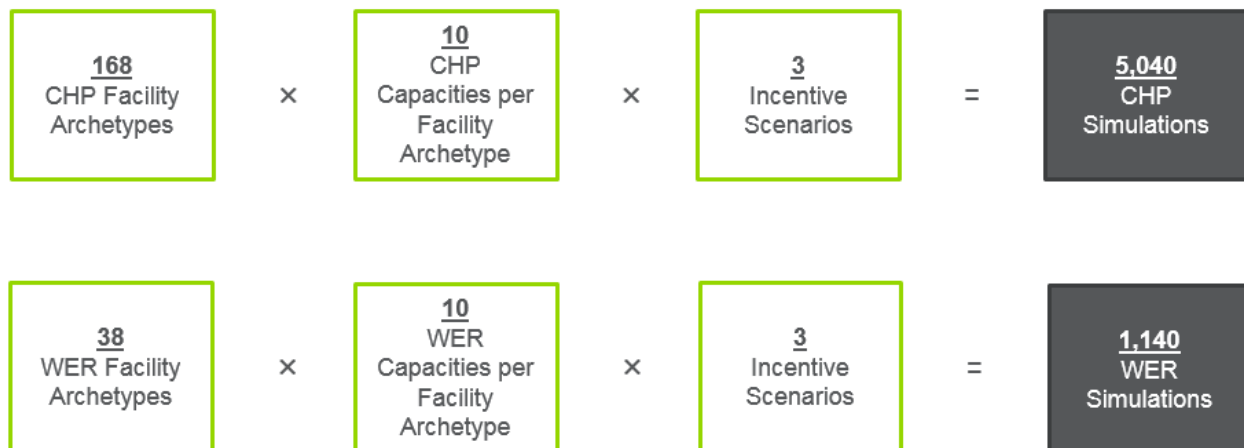 168
CHP Facility
Archetypes
×
10
CHP
Capacities per
Facility
Archetype
×
3
Incentive
Scenarios
=
5,040
CHP
Simulations
38
WER Facility
Archetypes
×
10
WER
Capacities per
Facility
Archetype
×
3
Incentive
Scenarios
=
1,140
WER
Simulations